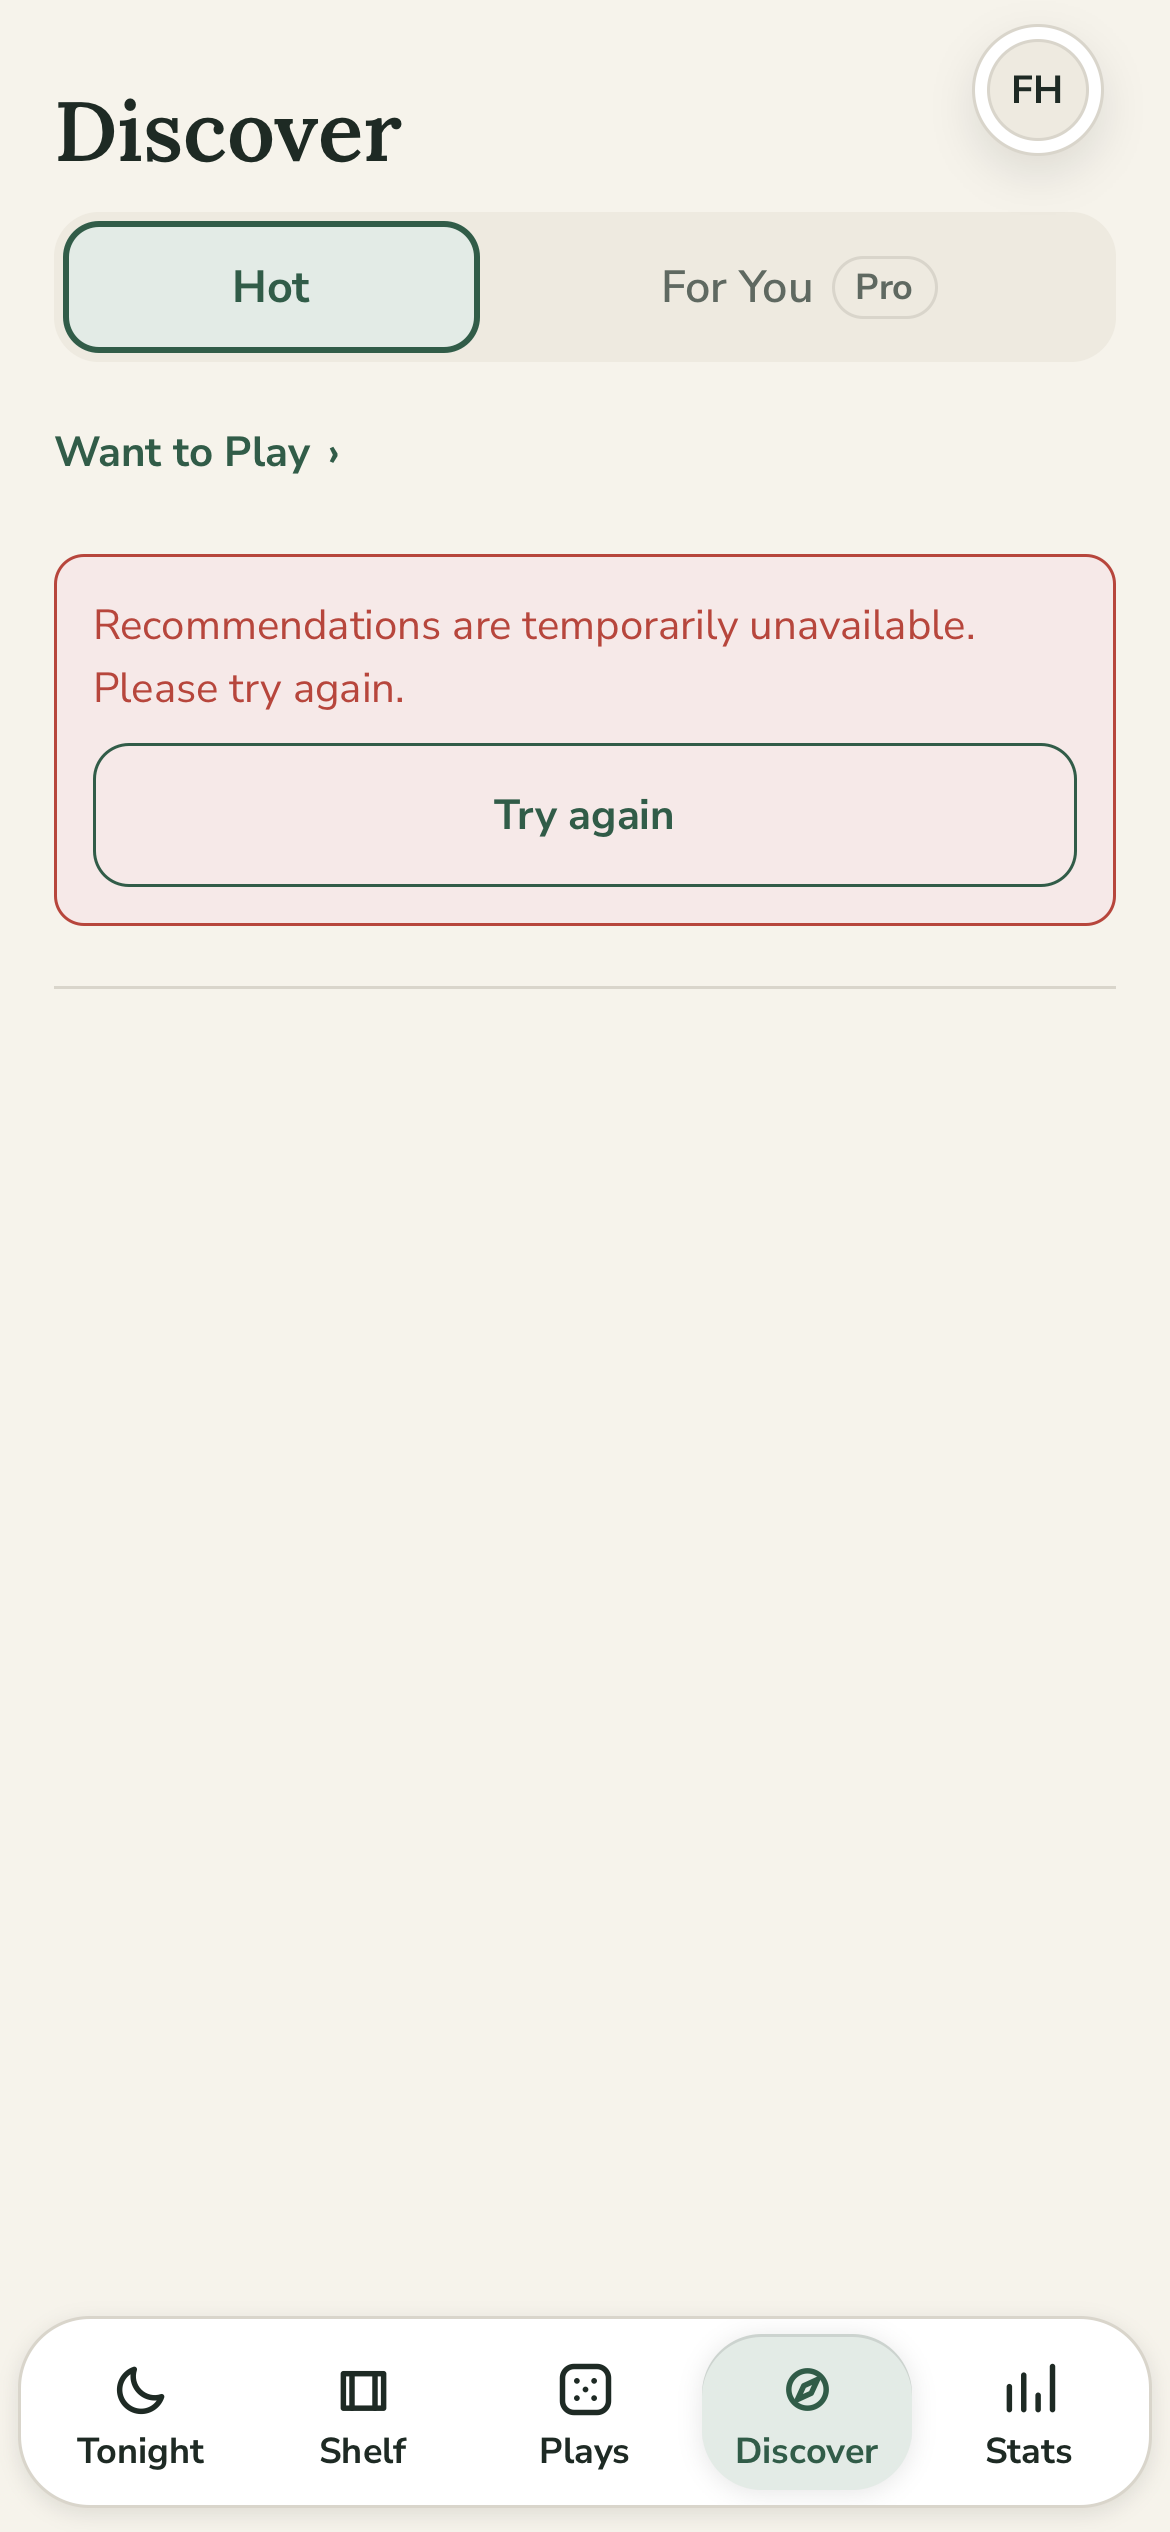 FH
Discover
Hot
For You Pro
Want to Play ›
Recommendations are temporarily unavailable.
Please try again.
Try again
Tonight
Shelf
Plays
Discover
Stats